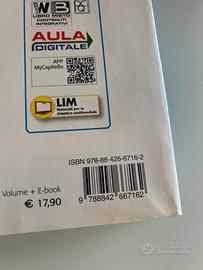 WB
LIBRO MISTO
CONTENUTI
INTEGRATIVI
AULA
DIGITALE
APP
MyCapitello
LIM
Materiali per la
didattica multimediale
ISBN 978-88-426-6716-2
Volume + E-book
€ 17,90
9 788842 667162
Subito